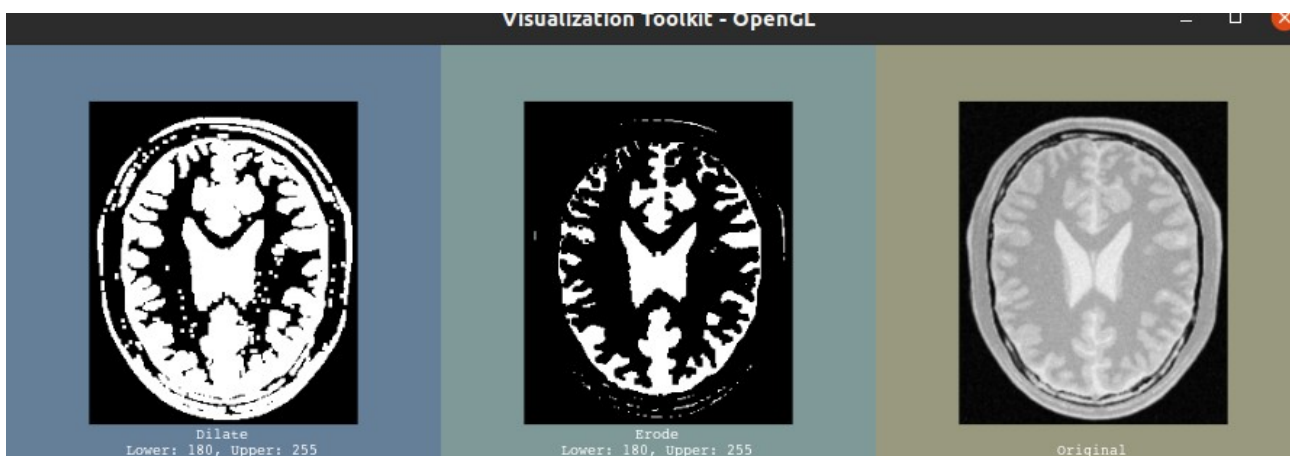 Visualization Toolkit - OpenGL
Dilate
Lower: 180, Upper: 255
Erode
Lower: 180, Upper: 255
Original